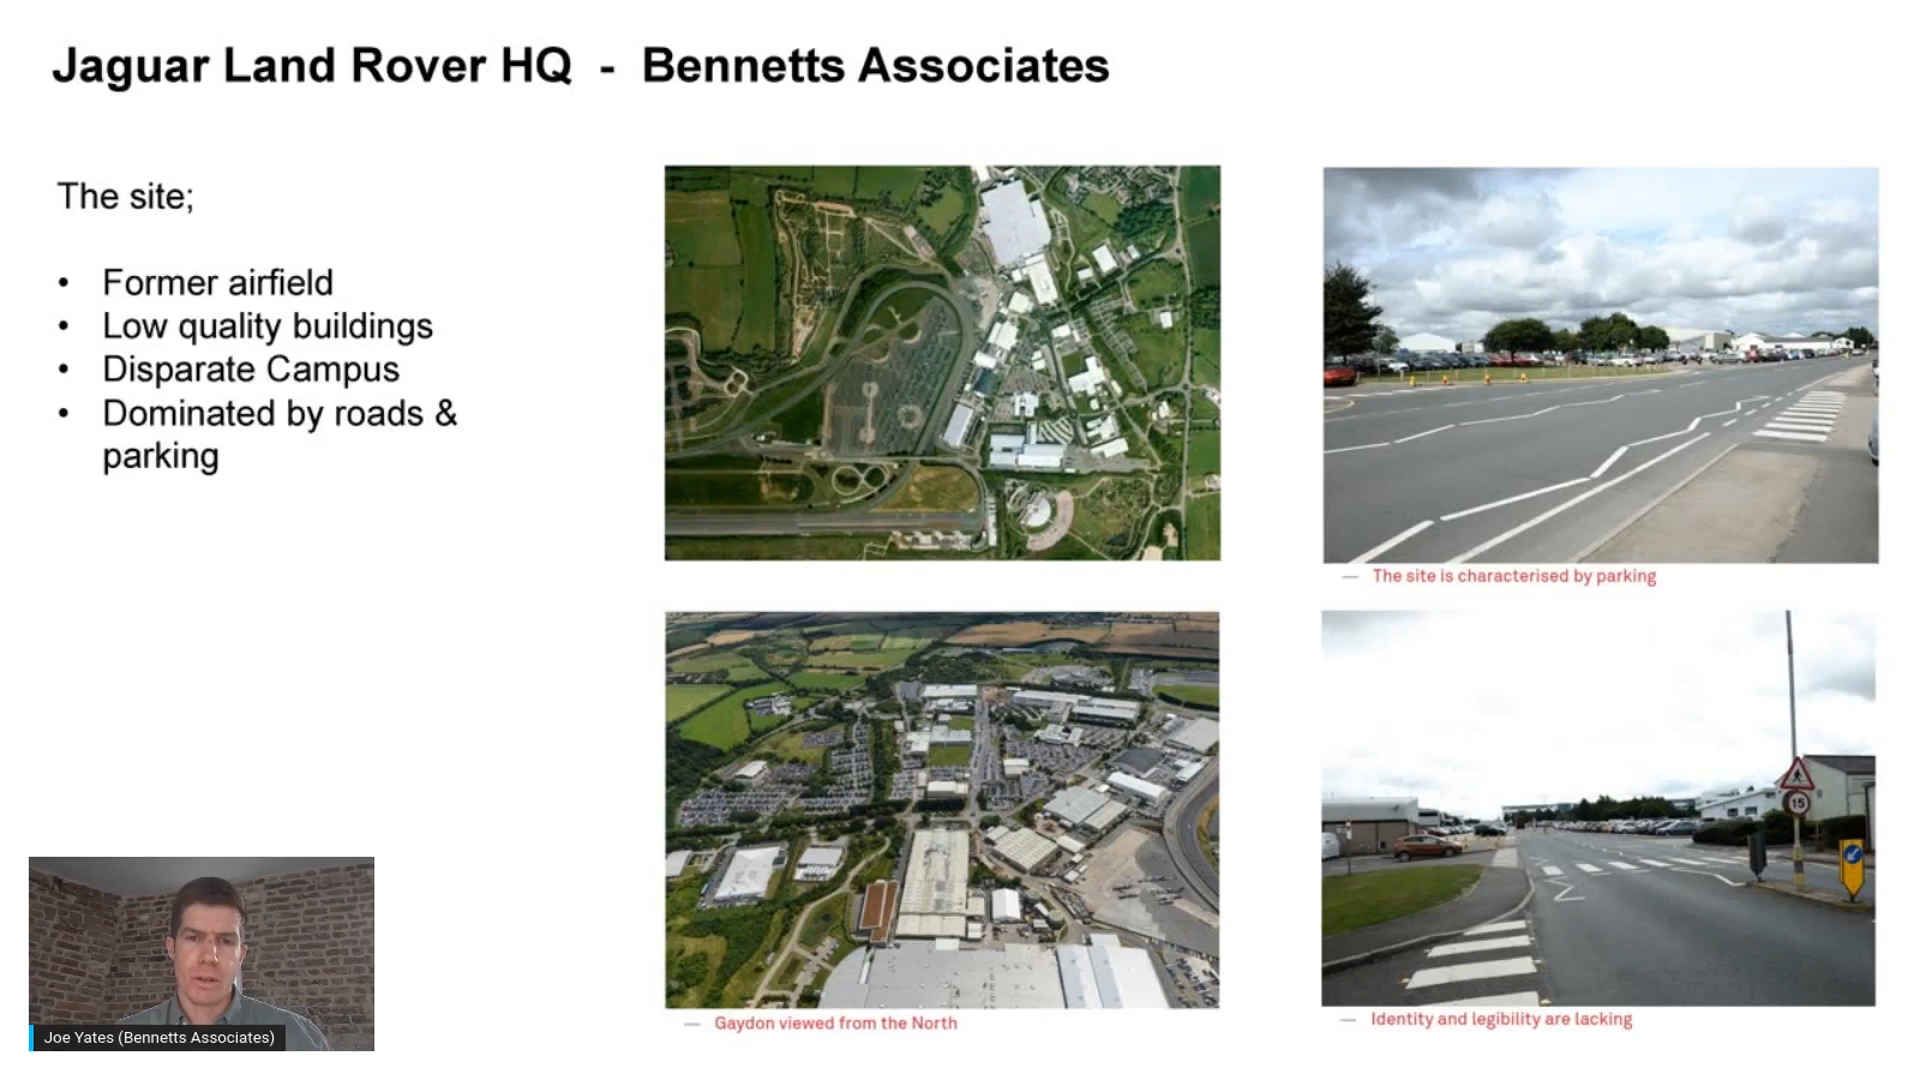 Jaguar Land Rover HQ - Bennetts Associates
The site;
• Former airfield
• Low quality buildings
• Disparate Campus
• Dominated by roads &
parking
— The site is characterised by parking
15
— Gaydon viewed from the North
— Identity and legibility are lacking
Joe Yates (Bennetts Associates)